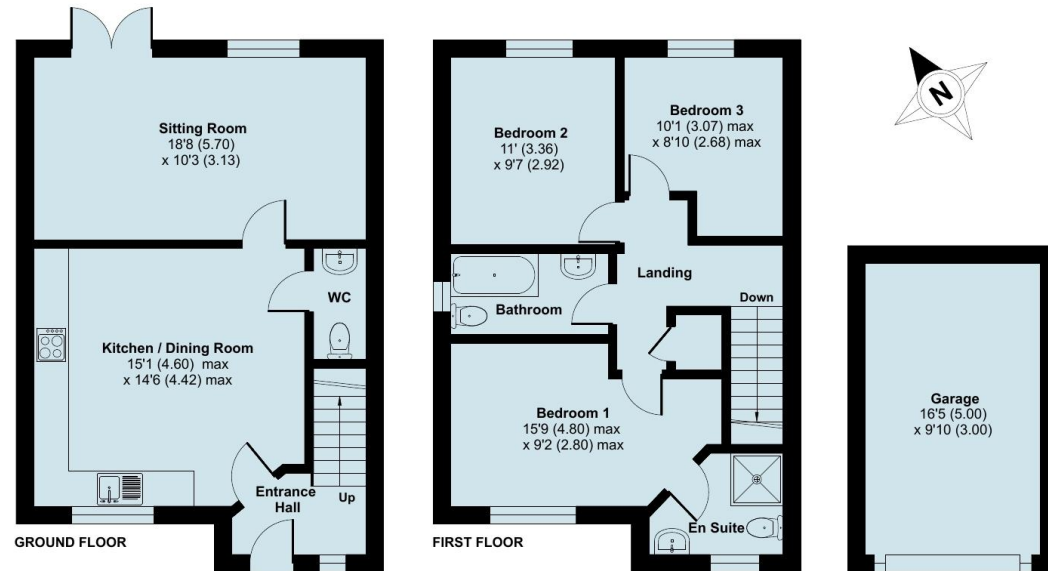 Sitting Room
18'8 (5.70)
x 10'3 (3.13)
WC
Kitchen / Dining Room
15'1 (4.60) max
x 14'6 (4.42) max
Entrance
Hall
Up
GROUND FLOOR
Bedroom 2
11' (3.36)
x 9'7 (2.92)
Bedroom 3
10'1 (3.07) max
x 8'10 (2.68) max
Landing
Bathroom
Down
Bedroom 1
15'9 (4.80) max
x 9'2 (2.80) max
En Suite
FIRST FLOOR
N
Garage
16'5 (5.00)
x 9'10 (3.00)